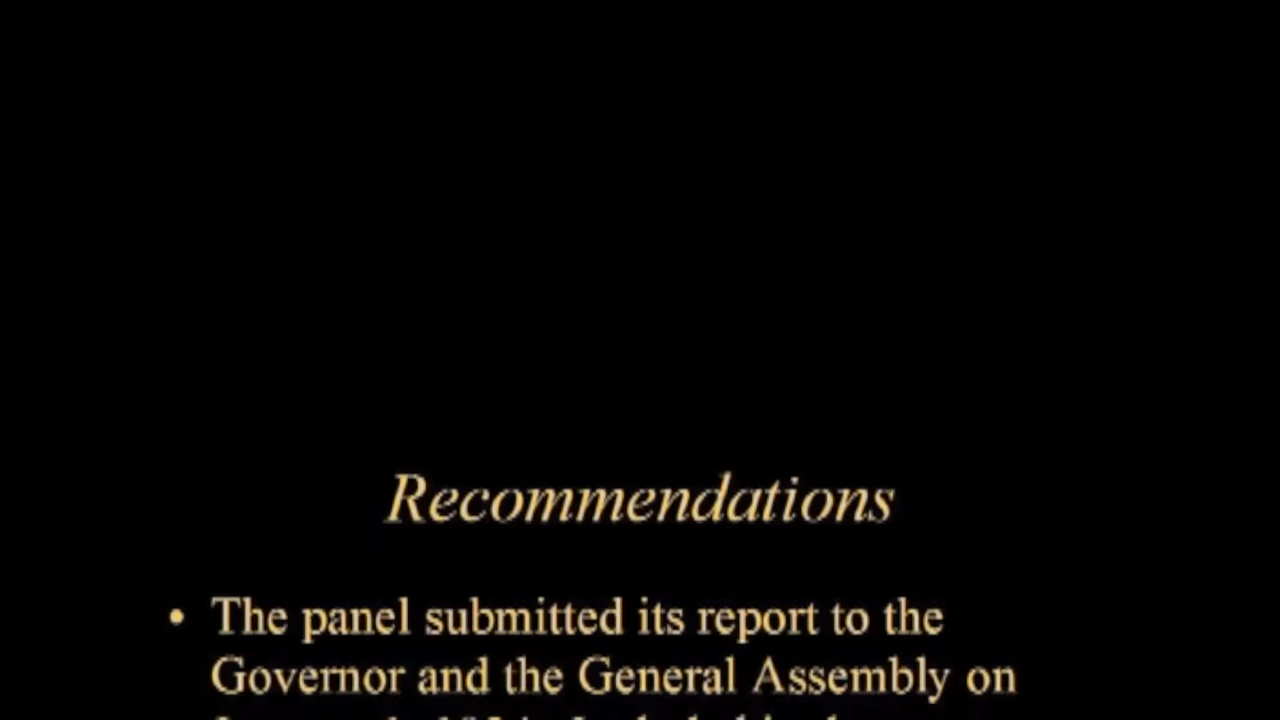 Recommendations
• The panel submitted its report to the
Governor and the General Assembly on